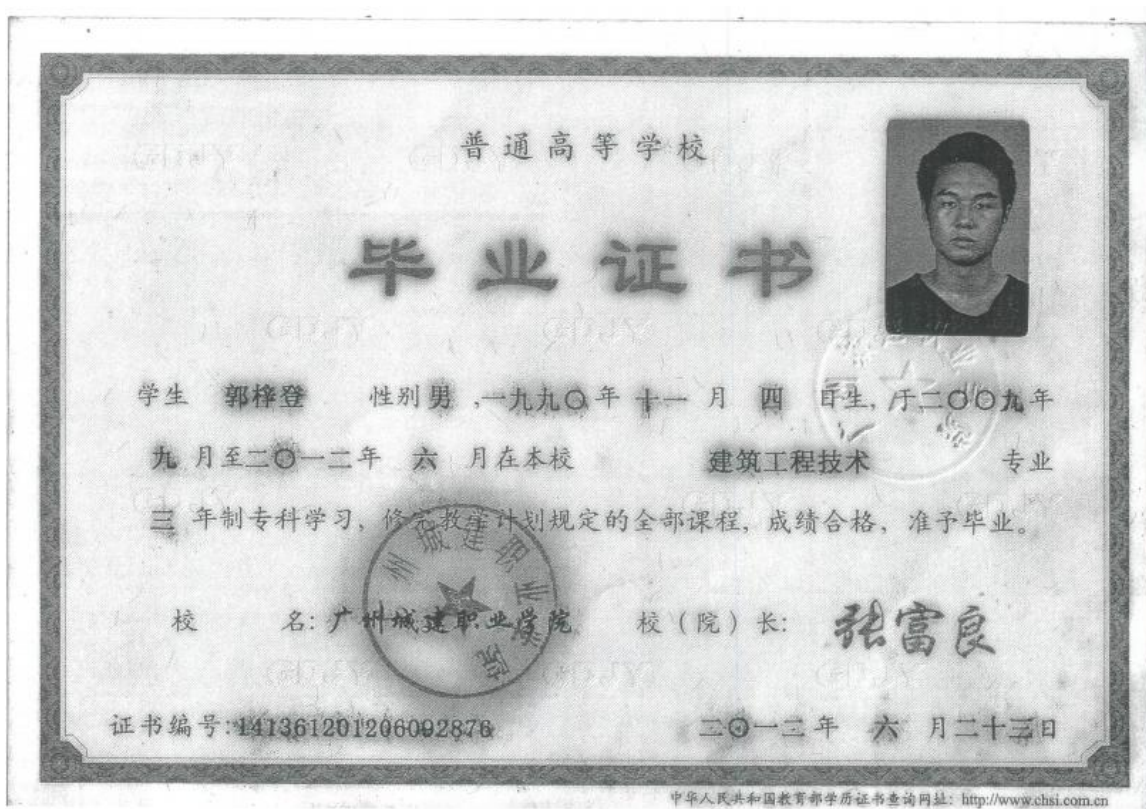 普通高等学校
毕业证书
学生 郭梓登 性别 男 ,一九九〇年 十一 月 四 日生, 于二〇〇九年
九 月至二〇一二年 六 月在本校 建筑工程技术 专业
三 年制专科学习, 修完教学计划规定的全部课程, 成绩合格, 准予毕业。
校 名: 广州城建职业学院 校(院)长: 张富良
州城建职业学院
证书编号:141361201206092876 二〇一二年 六 月二十三日
中华人民共和国教育部学历证书查询网址: http://www.chsi.com.cn